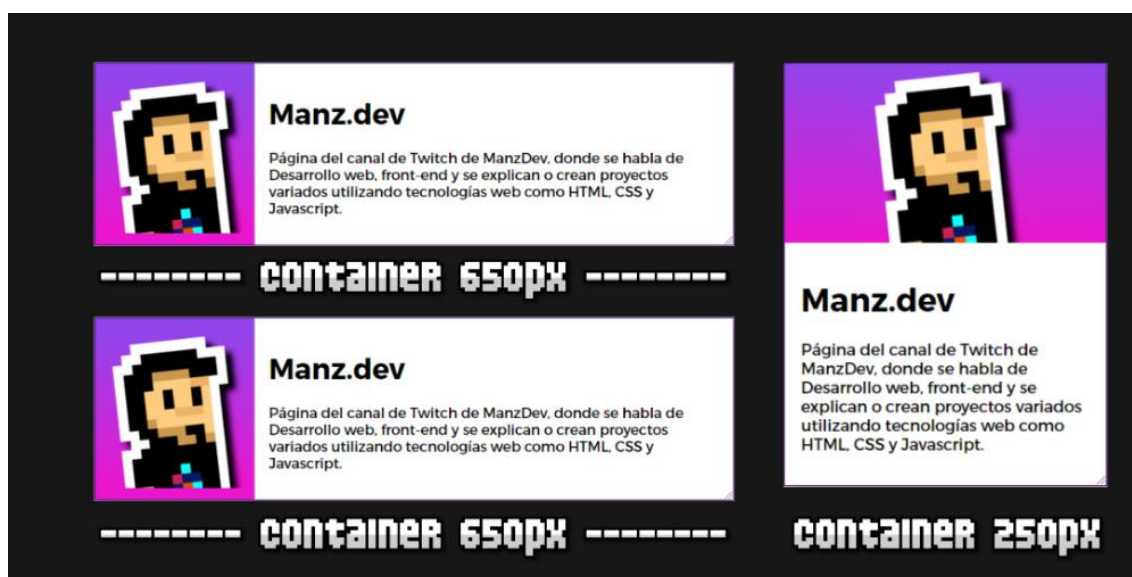 Manz.dev
Página del canal de Twitch de ManzDev, donde se habla de
Desarrollo web, front-end y se explican o crean proyectos
variados utilizando tecnologías web como HTML, CSS y
Javascript.
-------- container 650px --------
Manz.dev
Página del canal de Twitch de ManzDev, donde se habla de
Desarrollo web, front-end y se explican o crean proyectos
variados utilizando tecnologías web como HTML, CSS y
Javascript.
-------- container 650px --------
Manz.dev
Página del canal de Twitch de
ManzDev, donde se habla de
Desarrollo web, front-end y se
explican o crean proyectos variados
utilizando tecnologías web como
HTML, CSS y Javascript.
container 250px